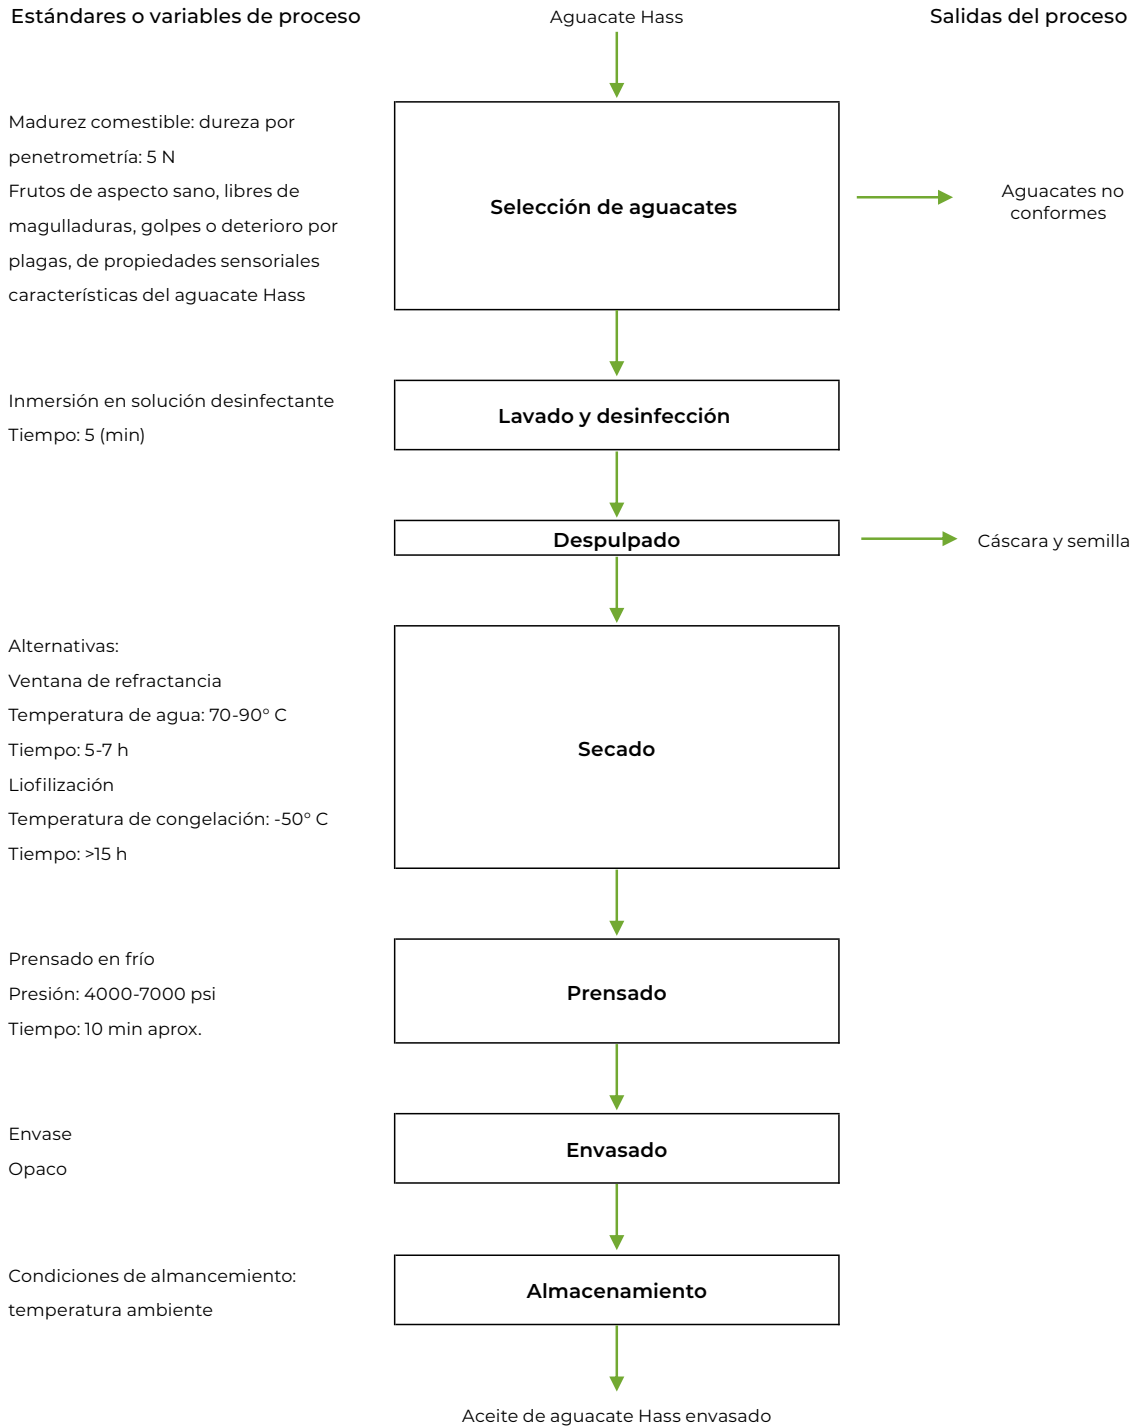 Estándares o variables de proceso
Aguacate Hass
Salidas del proceso
Madurez comestible: dureza por
penetrometría: 5 N
Frutos de aspecto sano, libres de
magulladuras, golpes o deterioro por
plagas, de propiedades sensoriales
características del aguacate Hass
Selección de aguacates
Aguacates no
conformes
Inmersión en solución desinfectante
Tiempo: 5 (min)
Lavado y desinfección
Despulpado
Cáscara y semilla
Alternativas:
Ventana de refractancia
Temperatura de agua: 70-90° C
Tiempo: 5-7 h
Liofilización
Temperatura de congelación: -50° C
Tiempo: >15 h
Secado
Prensado en frío
Presión: 4000-7000 psi
Tiempo: 10 min aprox.
Prensado
Envase
Opaco
Envasado
Condiciones de almancemiento:
temperatura ambiente
Almacenamiento
Aceite de aguacate Hass envasado